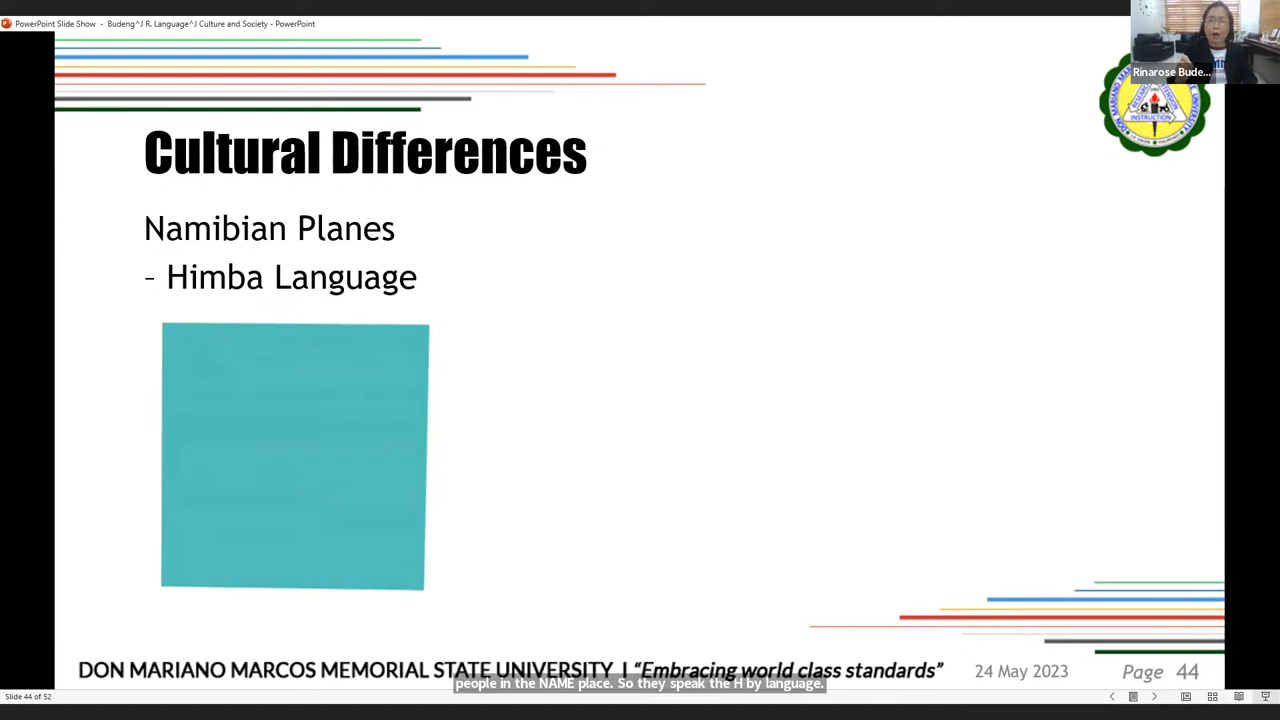 PowerPoint Slide Show - Budeng^J R. Language^J Culture and Society - PowerPoint
Rinarose Bude...
INSTRUCTION
Cultural Differences
Namibian Planes
- Himba Language
DON MARIANO MARCOS MEMORIAL STATE UNIVERSITY | “Embracing world class standards”
24 May 2023
Page 44
people in the NAME place. So they speak the H by language.
Slide 44 of 52